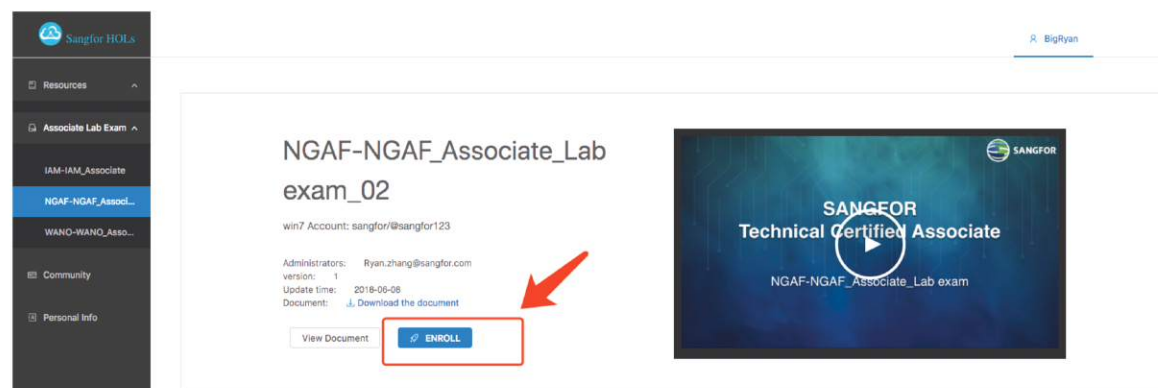 Sangfor HOLs
BigRyan
Resources
Associate Lab Exam
IAM-IAM_Associate
NGAF-NGAF_Associ...
WANO-WANO_Asso...
Community
Personal Info
NGAF-NGAF_Associate_Lab
exam_02
win7 Account: sangfor/@sangfor123
Administrators: Ryan.zhang@sangfor.com
version: 1
Update time: 2018-06-08
Document: Download the document
View Document
ENROLL
SANGFOR
SANGFOR
Technical Certified Associate
NGAF-NGAF_Associate_Lab exam